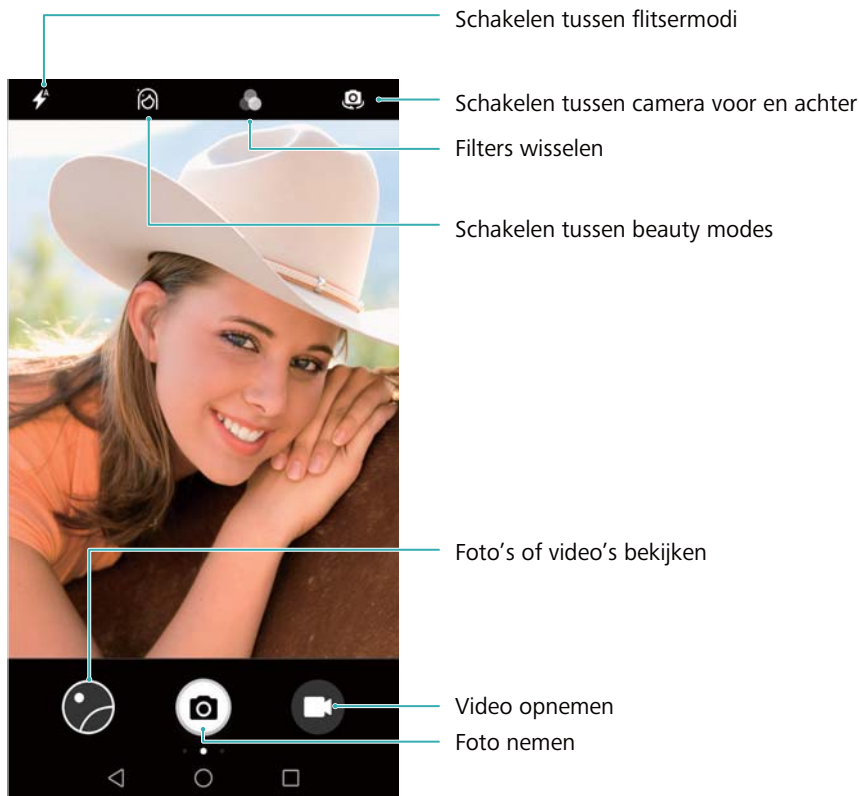 Schakelen tussen flitsermodi
Schakelen tussen camera voor en achter
Filters wisselen
Schakelen tussen beauty modes
Foto's of video's bekijken
Video opnemen
Foto nemen